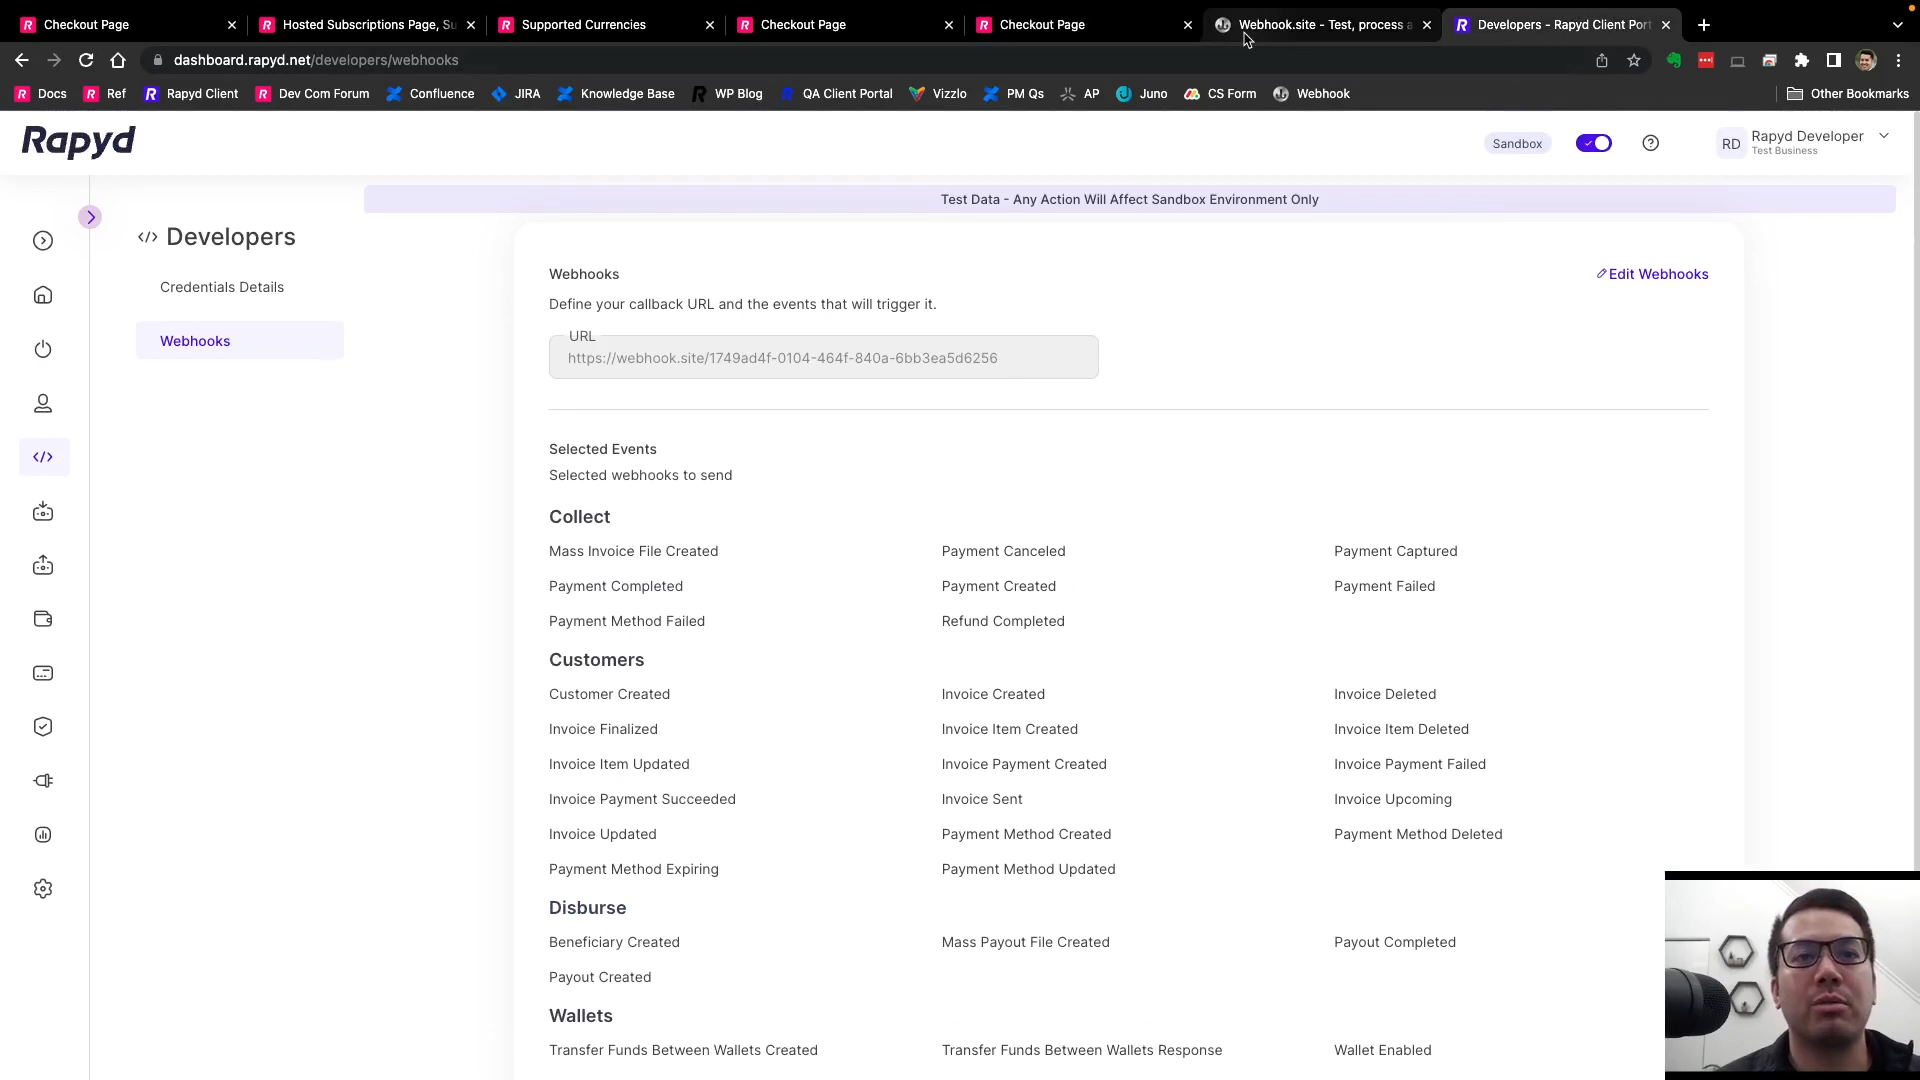 Checkout Page
Hosted Subscriptions Page, Su
Supported Currencies
Checkout Page
Checkout Page
Webhook.site - Test, process a
Developers - Rapyd Client Port
dashboard.rapyd.net/developers/webhooks
Docs
Ref
Rapyd Client
Dev Com Forum
Confluence
JIRA
Knowledge Base
WP Blog
QA Client Portal
Vizzlo
PM Qs
AP
Juno
CS Form
Webhook
Other Bookmarks
Rapyd
Sandbox
RD
Rapyd Developer
Test Business
Test Data - Any Action Will Affect Sandbox Environment Only
Developers
Credentials Details
Webhooks
Webhooks
Edit Webhooks
Define your callback URL and the events that will trigger it.
URL
https://webhook.site/1749ad4f-0104-464f-840a-6bb3ea5d6256
Selected Events
Selected webhooks to send
Collect
Mass Invoice File Created
Payment Canceled
Payment Captured
Payment Completed
Payment Created
Payment Failed
Payment Method Failed
Refund Completed
Customers
Customer Created
Invoice Created
Invoice Deleted
Invoice Finalized
Invoice Item Created
Invoice Item Deleted
Invoice Item Updated
Invoice Payment Created
Invoice Payment Failed
Invoice Payment Succeeded
Invoice Sent
Invoice Upcoming
Invoice Updated
Payment Method Created
Payment Method Deleted
Payment Method Expiring
Payment Method Updated
Disburse
Beneficiary Created
Mass Payout File Created
Payout Completed
Payout Created
Wallets
Transfer Funds Between Wallets Created
Transfer Funds Between Wallets Response
Wallet Enabled